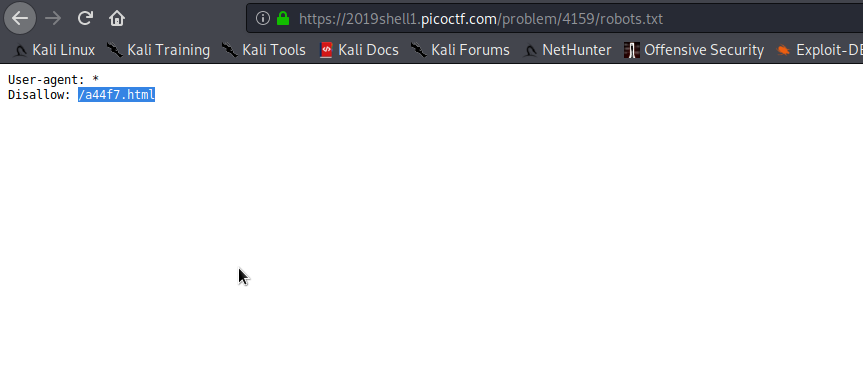 https://2019shell1.picoctf.com/problem/4159/robots.txt
Kali Linux Kali Training Kali Tools Kali Docs Kali Forums NetHunter Offensive Security Exploit-DB
User-agent: *
Disallow: /a44f7.html